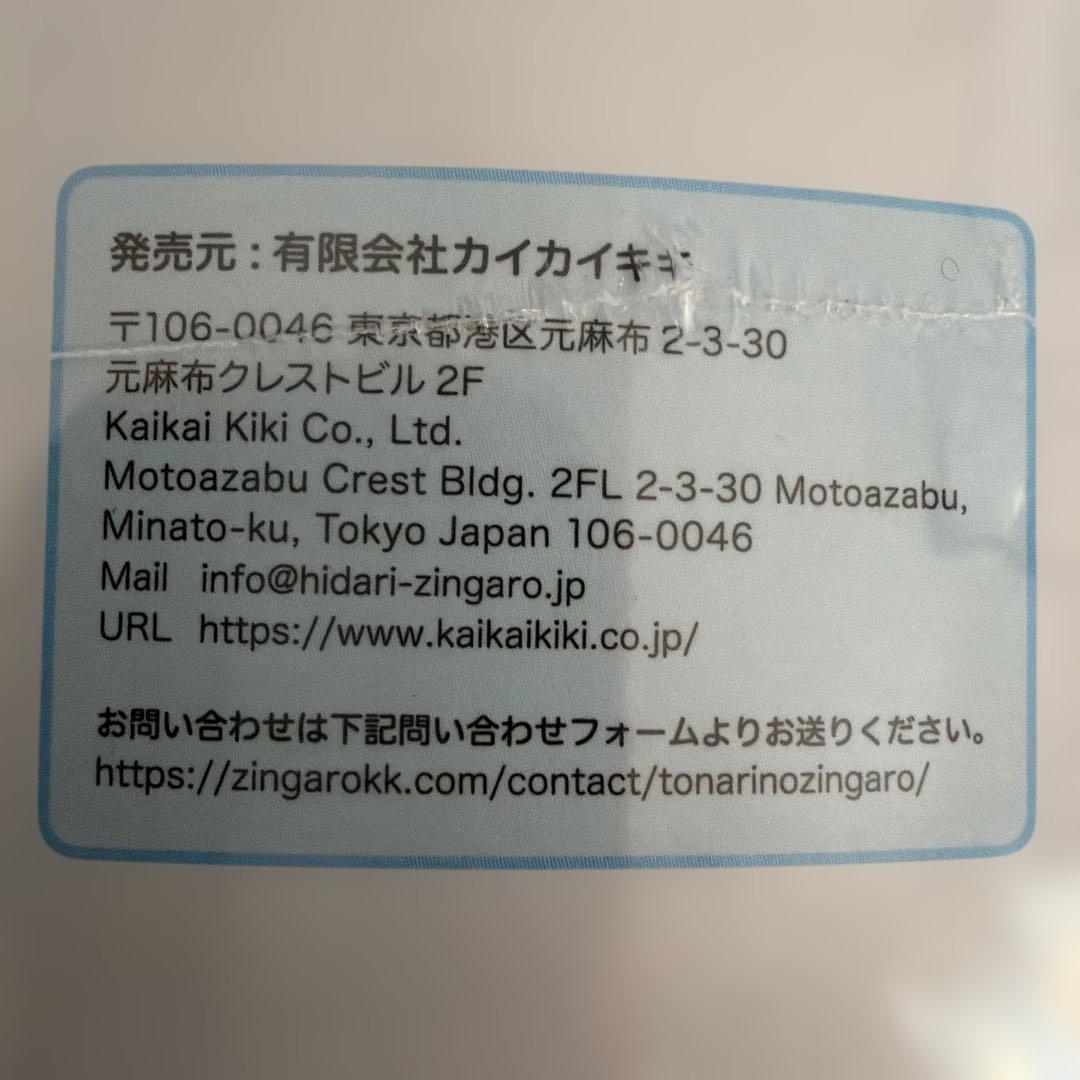 発売元：有限会社カイカイキキ
〒106-0046 東京都港区元麻布 2-3-30
元麻布クレストビル 2F
Kaikai Kiki Co., Ltd.
Motoazabu Crest Bldg. 2FL 2-3-30 Motoazabu,
Minato-ku, Tokyo Japan 106-0046
Mail info@hidari-zingaro.jp
URL https://www.kaikaikiki.co.jp/
お問い合わせは下記問い合わせフォームよりお送りください。
https://zingarokk.com/contact/tonarinozingaro/